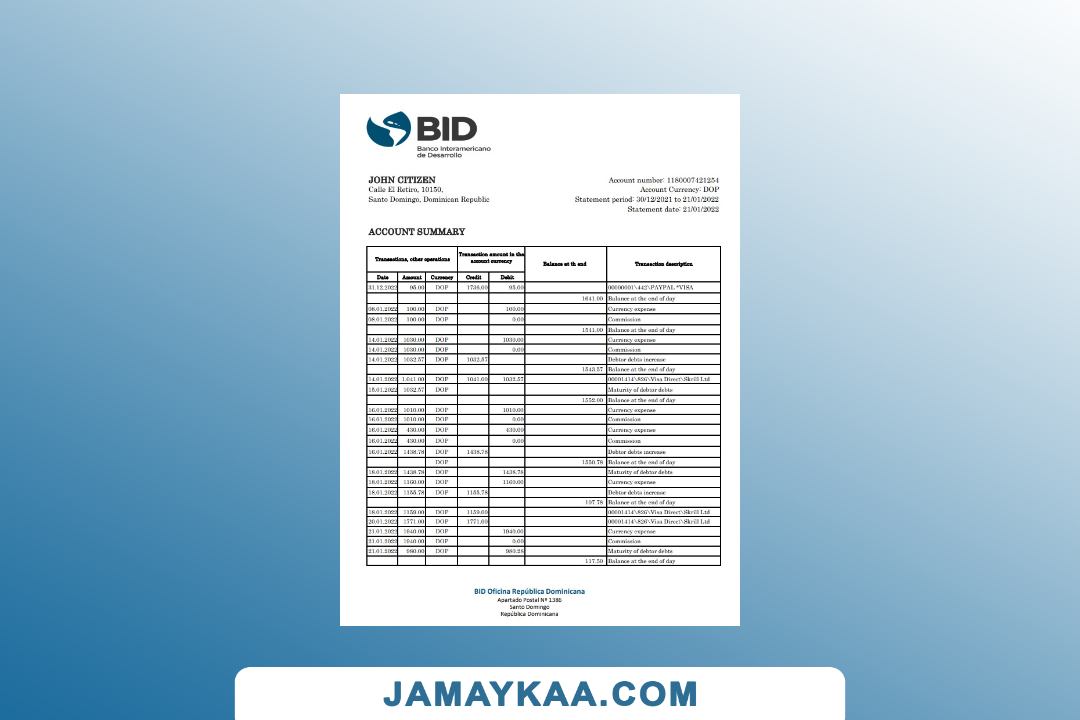 BID
Banco Interamericano
de Desarrollo
JOHN CITIZEN
Calle El Retiro, 10150,
Santo Domingo, Dominican Republic
Account number: 1180007421254
Account Currency: DOP
Statement period: 30/12/2021 to 21/01/2022
Statement date: 21/01/2022
ACCOUNT SUMMARY
Transactions, other operations Transaction amount in the account currency Balance at th end Transaction description
Date Amount Currency Credit Debit
31.12.2022 95.00 DOP 1736.00 95.00 00000001\442\PAYPAL *VISA
1641.00 Balance at the end of day
08.01.2022 100.00 DOP 100.00 Currency expense
08.01.2022 100.00 DOP 0.00 Commission
1541.00 Balance at the end of day
14.01.2022 1030.00 DOP 1030.00 Currency expense
14.01.2022 1030.00 DOP 0.00 Commission
14.01.2022 1032.57 DOP 1032.57 Debtor debts increase
1543.57 Balance at the end of day
14.01.2022 1.041.00 DOP 1041.00 1032.57 00001414\826\Visa Direct\Skrill Ltd
15.01.2022 1032.57 DOP Maturity of debtor debts
1552.00 Balance at the end of day
16.01.2022 1010.00 DOP 1010.00 Currency expense
16.01.2022 1010.00 DOP 0.00 Commission
16.01.2022 430.00 DOP 430.00 Currency expense
16.01.2022 430.00 DOP 0.00 Commission
16.01.2022 1438.78 DOP 1438.78 Debtor debts increase
DOP 1550.78 Balance at the end of day
18.01.2022 1438.78 DOP 1438.78 Maturity of debtor debts
18.01.2022 1160.00 DOP 1160.00 Currency expense
18.01.2022 1155.78 DOP 1155.78 Debtor debts increase
107.78 Balance at the end of day
18.01.2022 1159.00 DOP 1159.00 00001414\826\Visa Direct\Skrill Ltd
20.01.2022 1771.00 DOP 1771.00 00001414\826\Visa Direct\Skrill Ltd
21.01.2022 1940.00 DOP 1940.00 Currency expense
21.01.2022 1940.00 DOP 0.00 Commission
21.01.2022 980.00 DOP 980.28 Maturity of debtor debts
117.50 Balance at the end of day
BID Oficina República Dominicana
Apartado Postal Nº 1386
Santo Domingo
República Dominicana
JAMAYKAA.COM